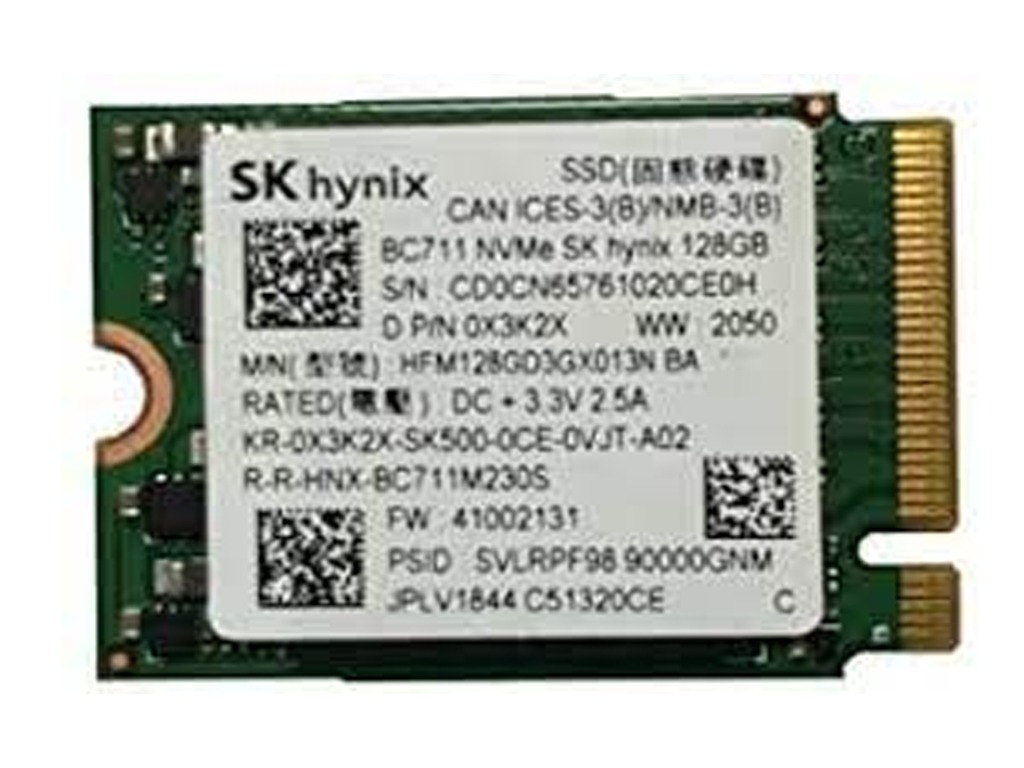 SK hynix
SSD(固態硬碟)
CAN ICES-3(B)/NMB-3(B)
BC711 NVMe SK hynix 128GB
S/N CD0CN65761020CE0H
D P/N 0X3K2X WW : 2050
M/N( 型號) : HFM128GD3GX013N BA
RATED(電壓) : DC + 3.3V 2.5A
KR-0X3K2X-SK500-0CE-0VJT-A02
R-R-HNX-BC711M230S
FW : 41002131
PSID SVLRPF98 90000GNM
JPLV1844 C51320CE C